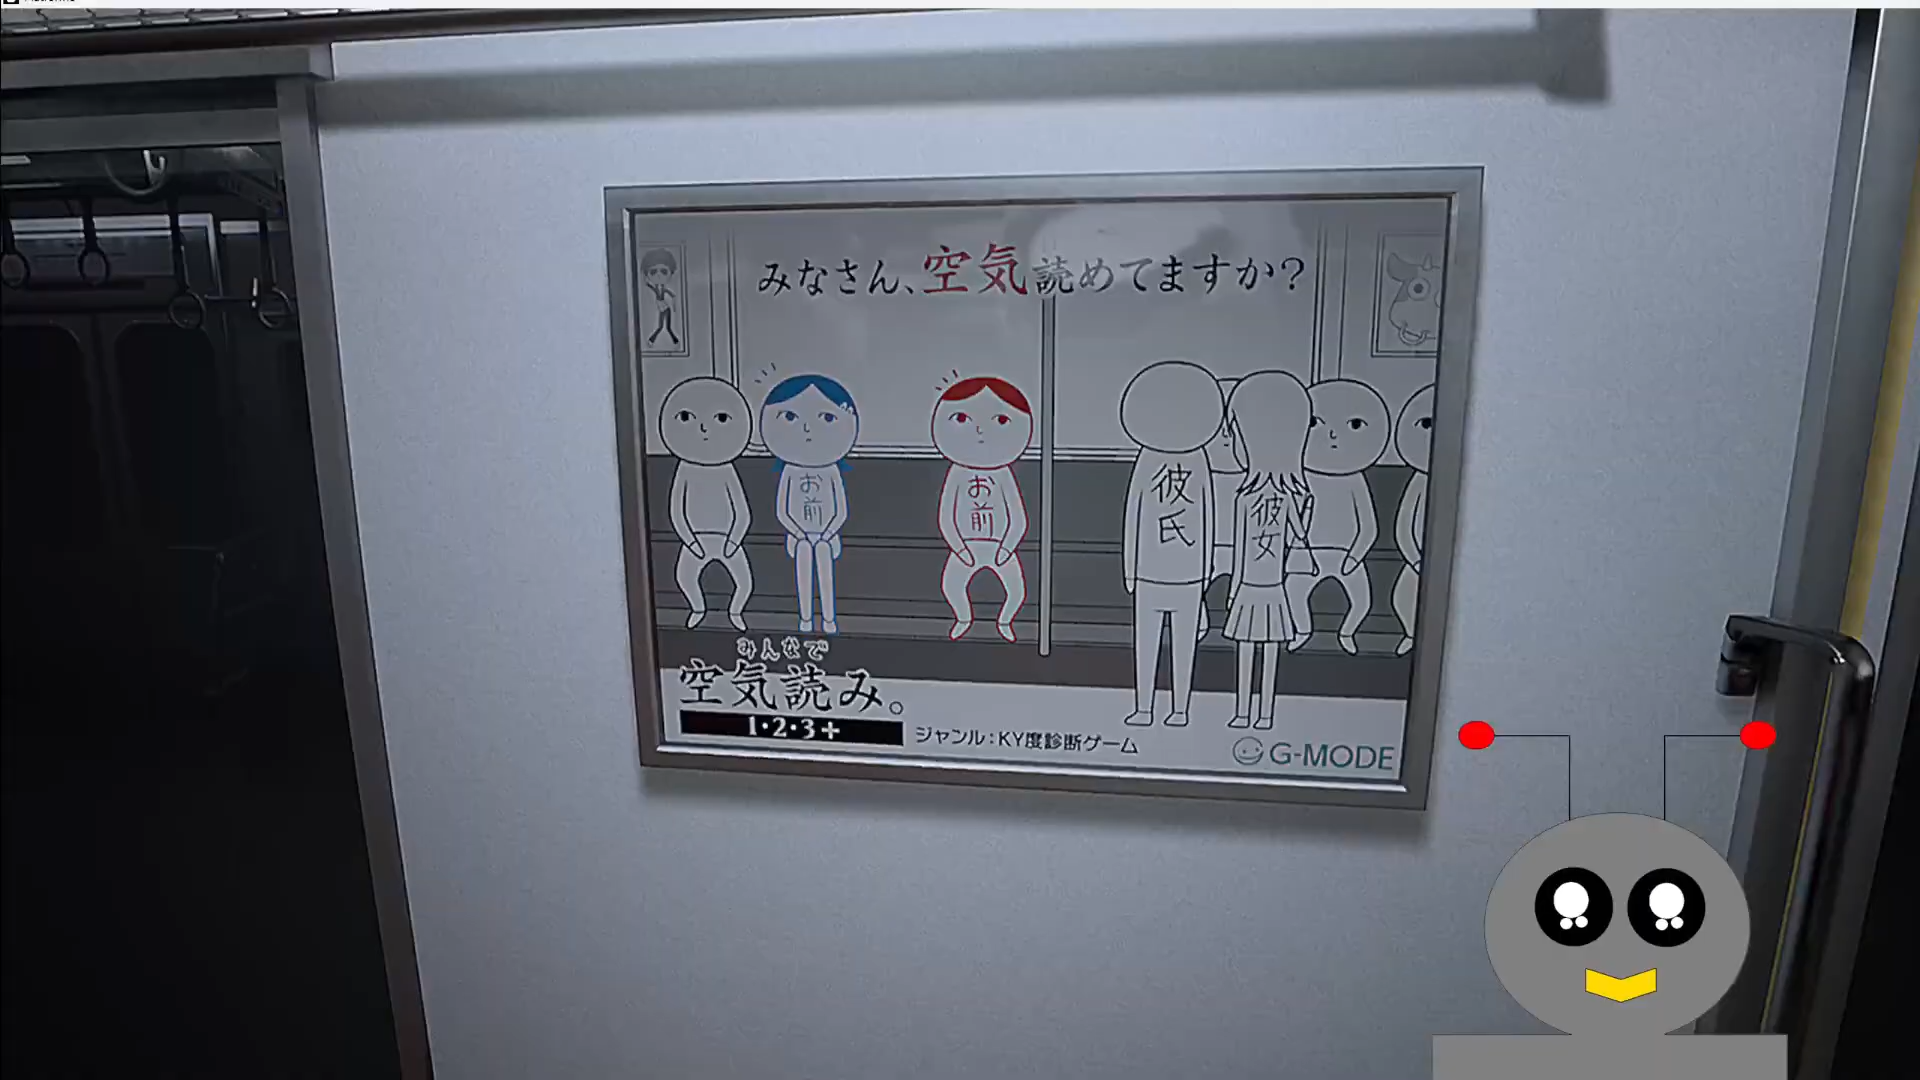 みなさん、空気読めてますか？
お前
お前
彼氏
彼女
みんなで
空気読み。
1・2・3+
ジャンル：KY度診断ゲーム
G-MODE